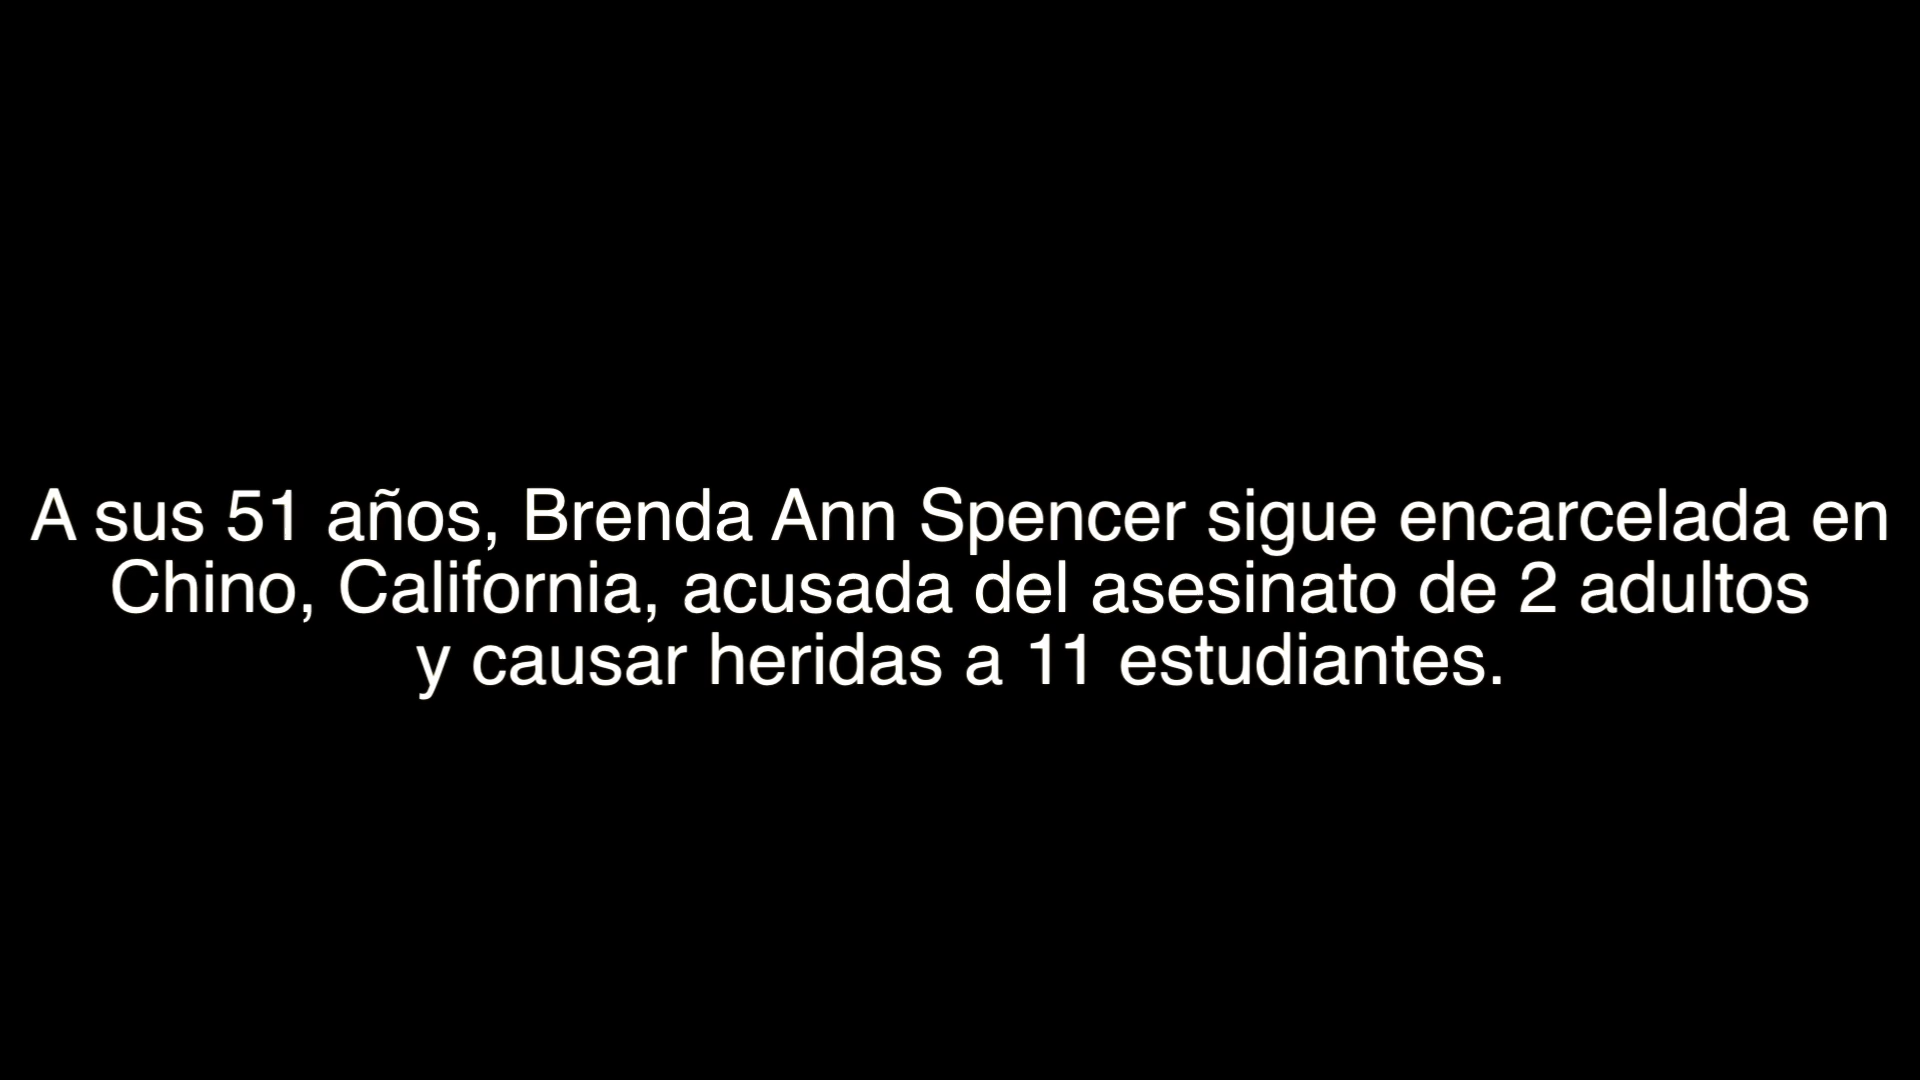 A sus 51 años, Brenda Ann Spencer sigue encarcelada en
Chino, California, acusada del asesinato de 2 adultos
y causar heridas a 11 estudiantes.